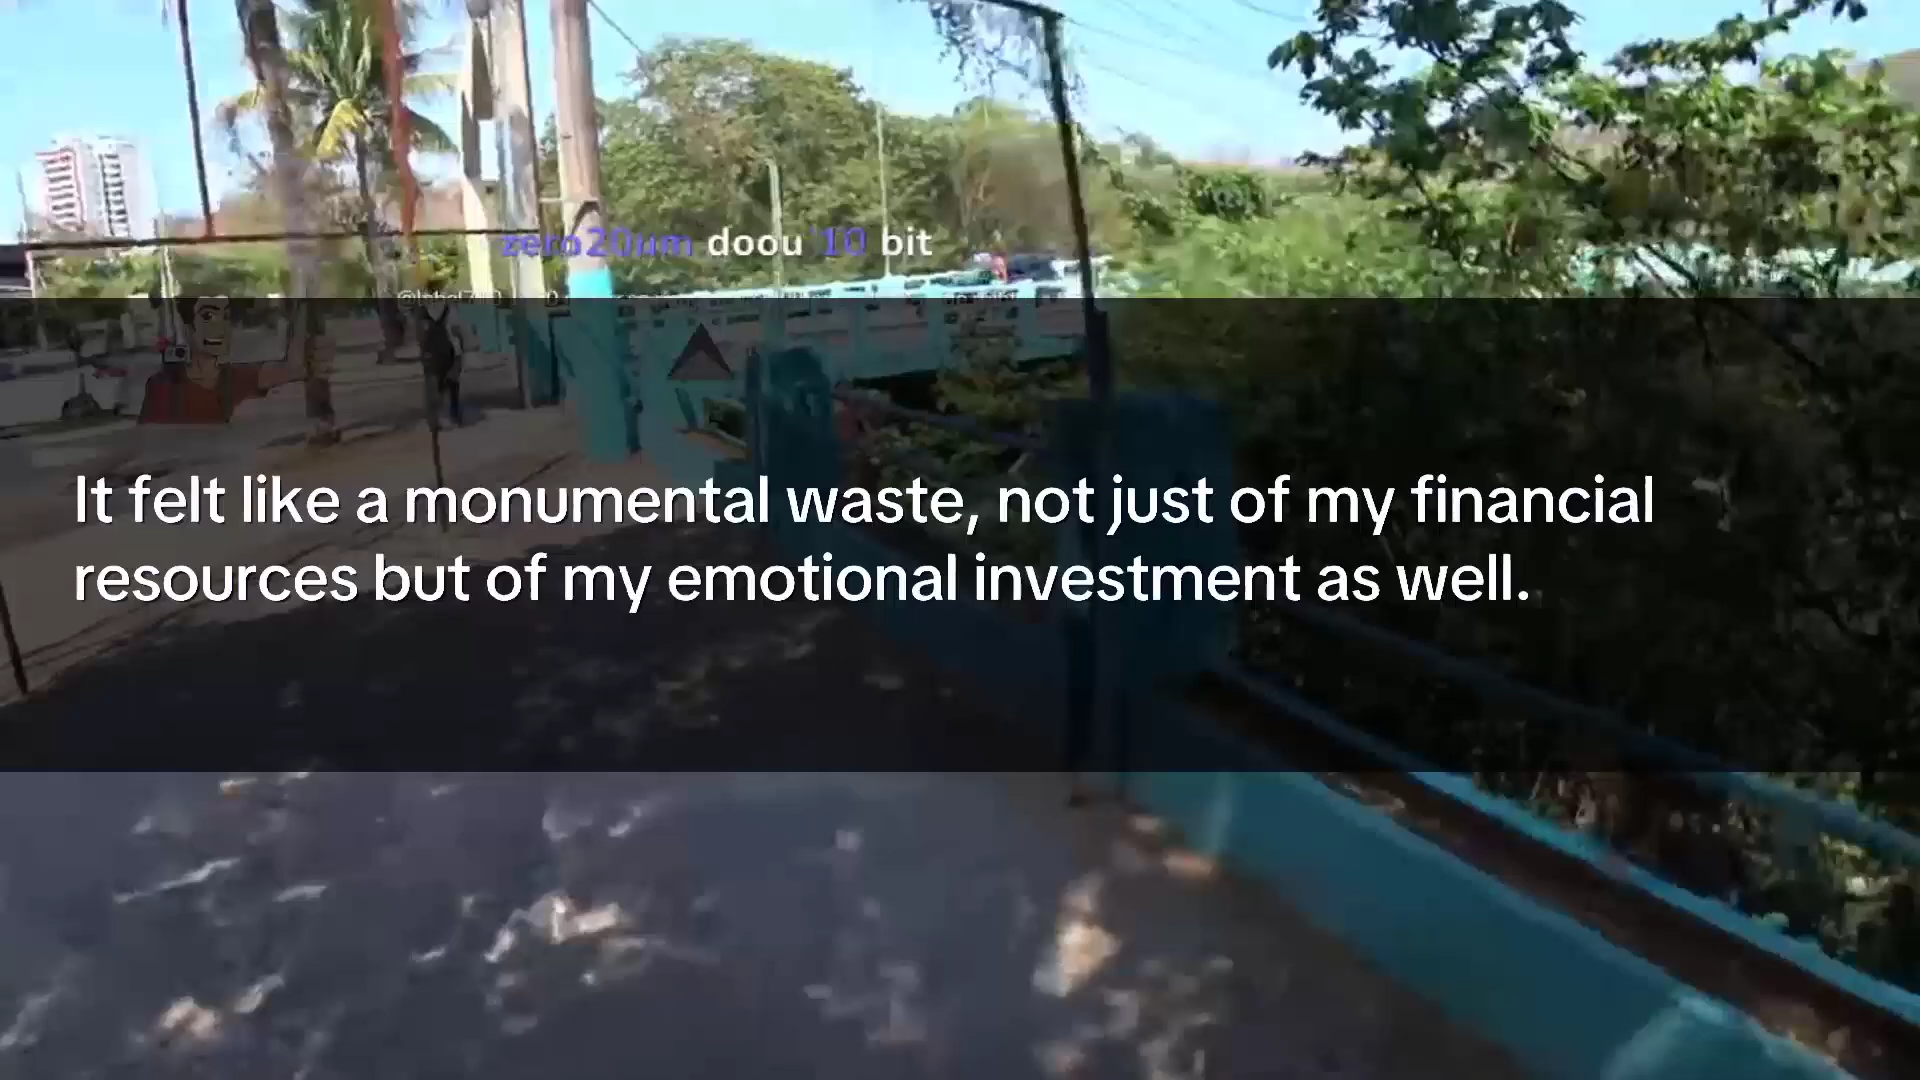 zero20um doou 10 bit
It felt like a monumental waste, not just of my financial
resources but of my emotional investment as well.